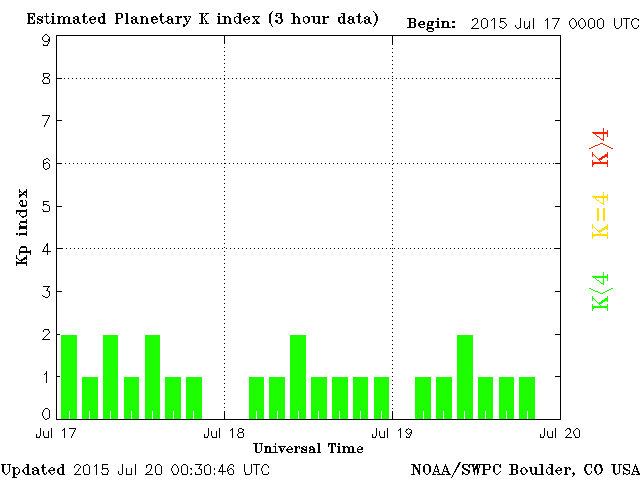 Estimated Planetary K index (3 hour data)
Begin: 2015 Jul 17 0000 UTC
9
8
7
6
5
4
3
2
1
0
Kp index
Jul 17
Jul 18
Jul 19
Jul 20
Universal Time
K>4
K=4
K<4
Updated 2015 Jul 20 00:30:46 UTC
NOAA/SWPC Boulder, CO USA